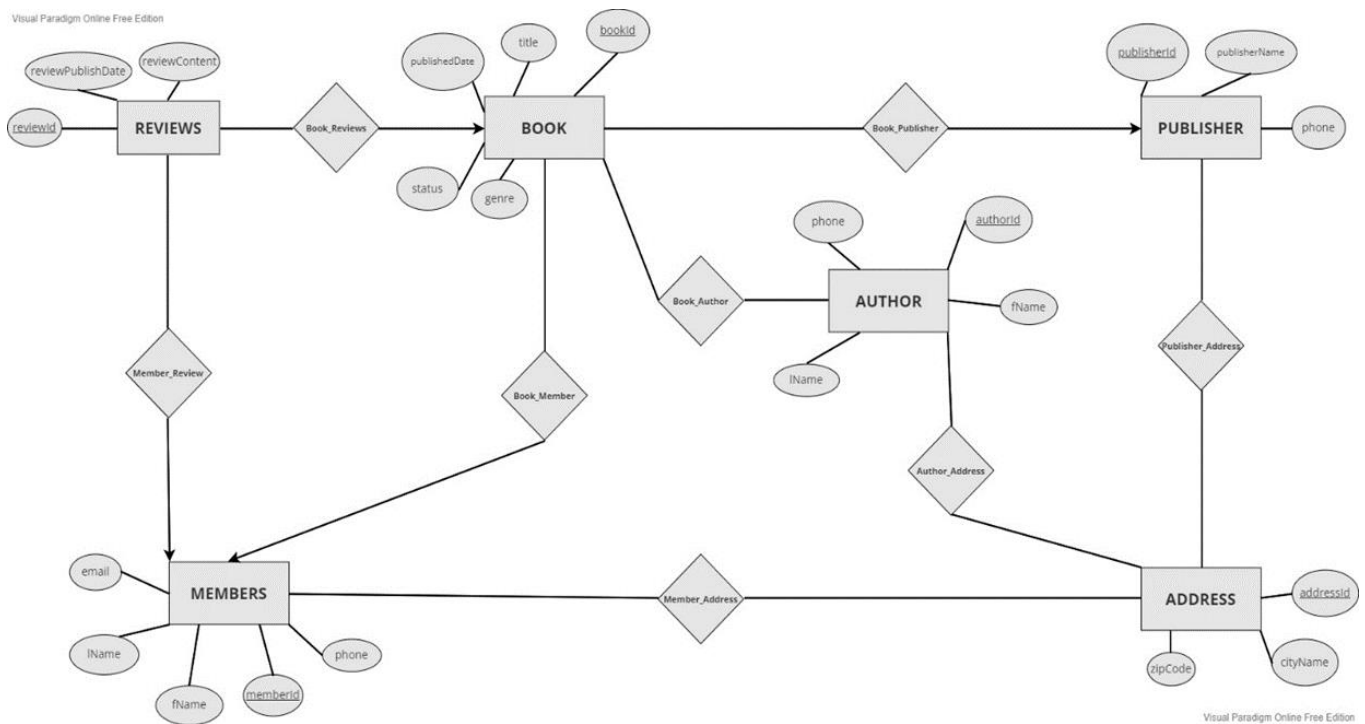 Visual Paradigm Online Free Edition
reviewPublishDate
reviewContent
reviewId
REVIEWS
Book_Reviews
publishedDate
title
bookId
BOOK
status
genre
Book_Publisher
publisherId
publisherName
PUBLISHER
phone
phone
authorId
Book_Author
AUTHOR
fName
lName
Publisher_Address
Member_Review
Book_Member
Author_Address
email
MEMBERS
lName
fName
memberId
phone
Member_Address
ADDRESS
addressId
zipCode
cityName
Visual Paradigm Online Free Edition